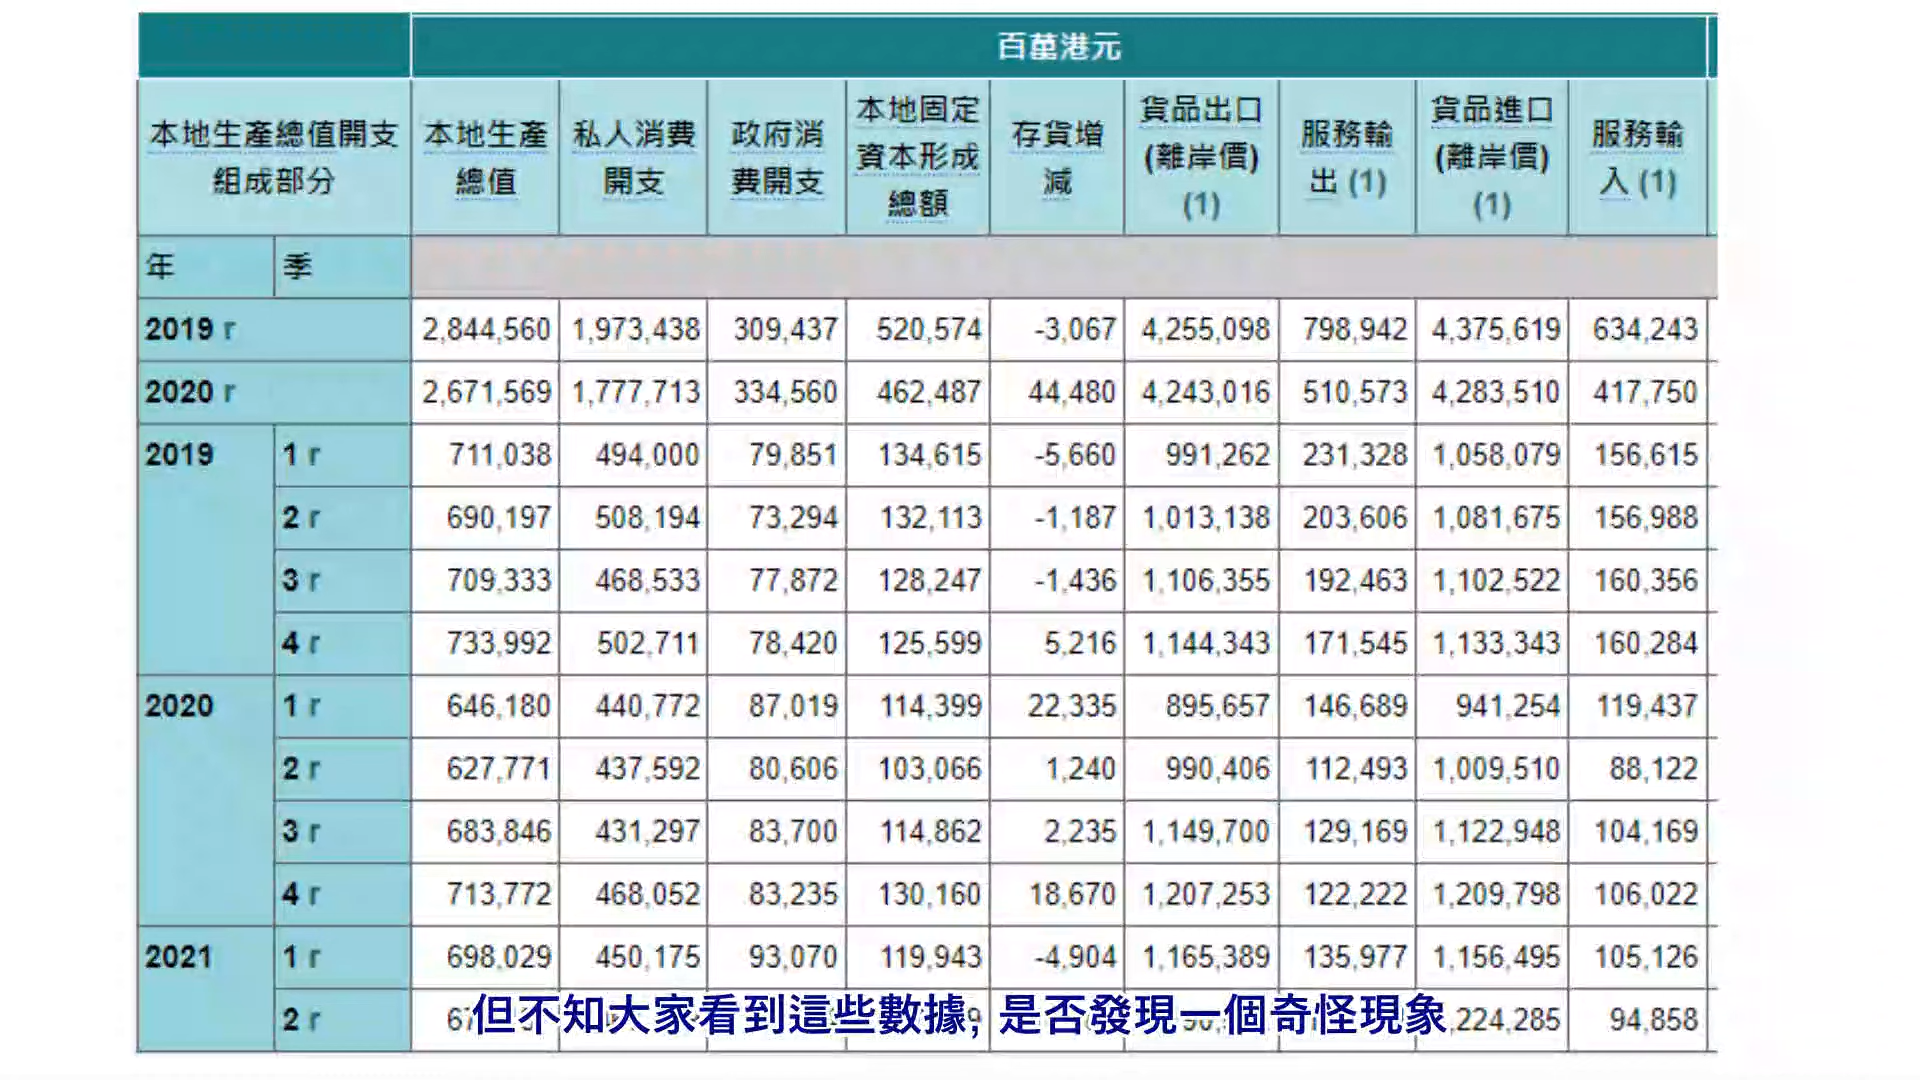 百萬港元
本地生產總值開支組成部分 本地生產總值 私人消費開支 政府消費開支 本地固定資本形成總額 存貨增減 貨品出口(離岸價)(1) 服務輸出(1) 貨品進口(離岸價)(1) 服務輸入(1)
年 季
2019 r 2,844,560 1,973,438 309,437 520,574 -3,067 4,255,098 798,942 4,375,619 634,243
2020 r 2,671,569 1,777,713 334,560 462,487 44,480 4,243,016 510,573 4,283,510 417,750
2019 1 r 711,038 494,000 79,851 134,615 -5,660 991,262 231,328 1,058,079 156,615
2 r 690,197 508,194 73,294 132,113 -1,187 1,013,138 203,606 1,081,675 156,988
3 r 709,333 468,533 77,872 128,247 -1,436 1,106,355 192,463 1,102,522 160,356
4 r 733,992 502,711 78,420 125,599 5,216 1,144,343 171,545 1,133,343 160,284
2020 1 r 646,180 440,772 87,019 114,399 22,335 895,657 146,689 941,254 119,437
2 r 627,771 437,592 80,606 103,066 1,240 990,406 112,493 1,009,510 88,122
3 r 683,846 431,297 83,700 114,862 2,235 1,149,700 129,169 1,122,948 104,169
4 r 713,772 468,052 83,235 130,160 18,670 1,207,253 122,222 1,209,798 106,022
2021 1 r 698,029 450,175 93,070 119,943 -4,904 1,165,389 135,977 1,156,495 105,126
2 r 94,858
但不知大家看到這些數據, 是否發現一個奇怪現象